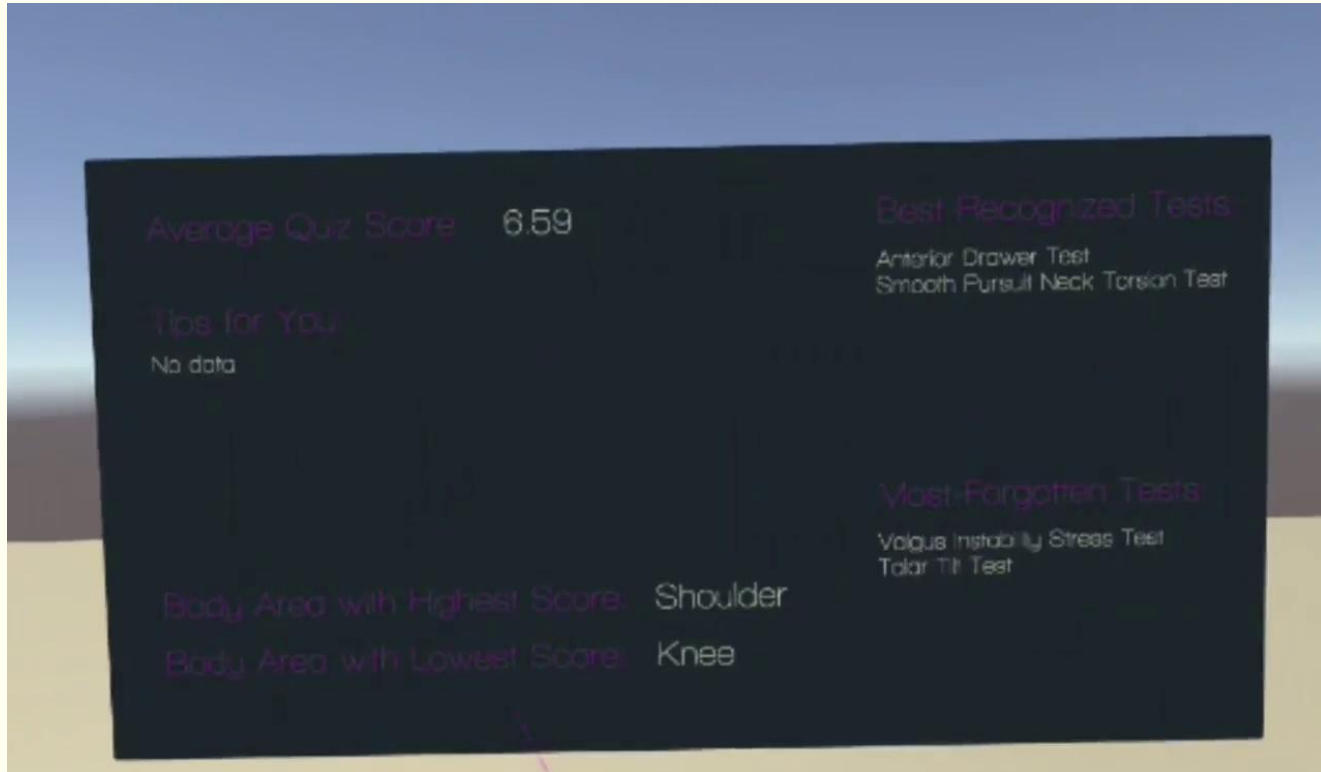 Average Quiz Score: 6.59
Tips for You:
No data
Body Area with Highest Score: Shoulder
Body Area with Lowest Score: Knee
Best-Recognized Tests:
Anterior Drawer Test
Smooth Pursuit Neck Torsion Test
Most-Forgotten Tests:
Valgus Instability Stress Test
Talar Tilt Test